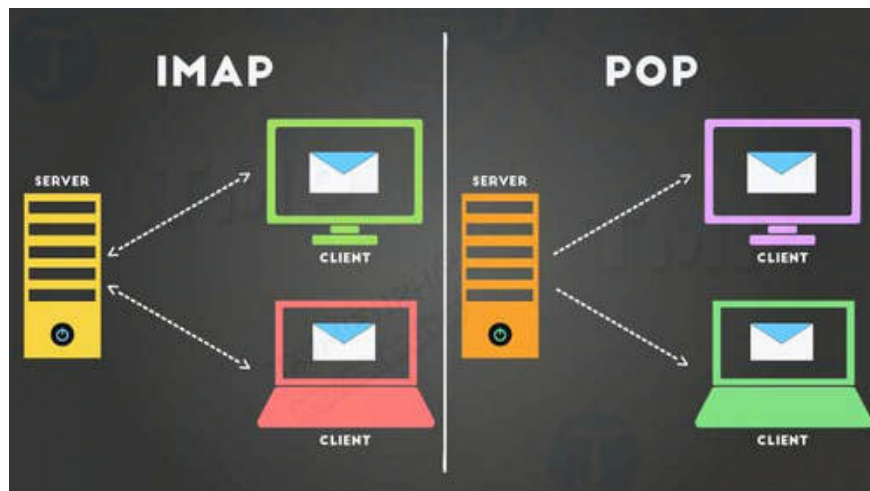 IMAP
SERVER
CLIENT
CLIENT
POP
SERVER
CLIENT
CLIENT